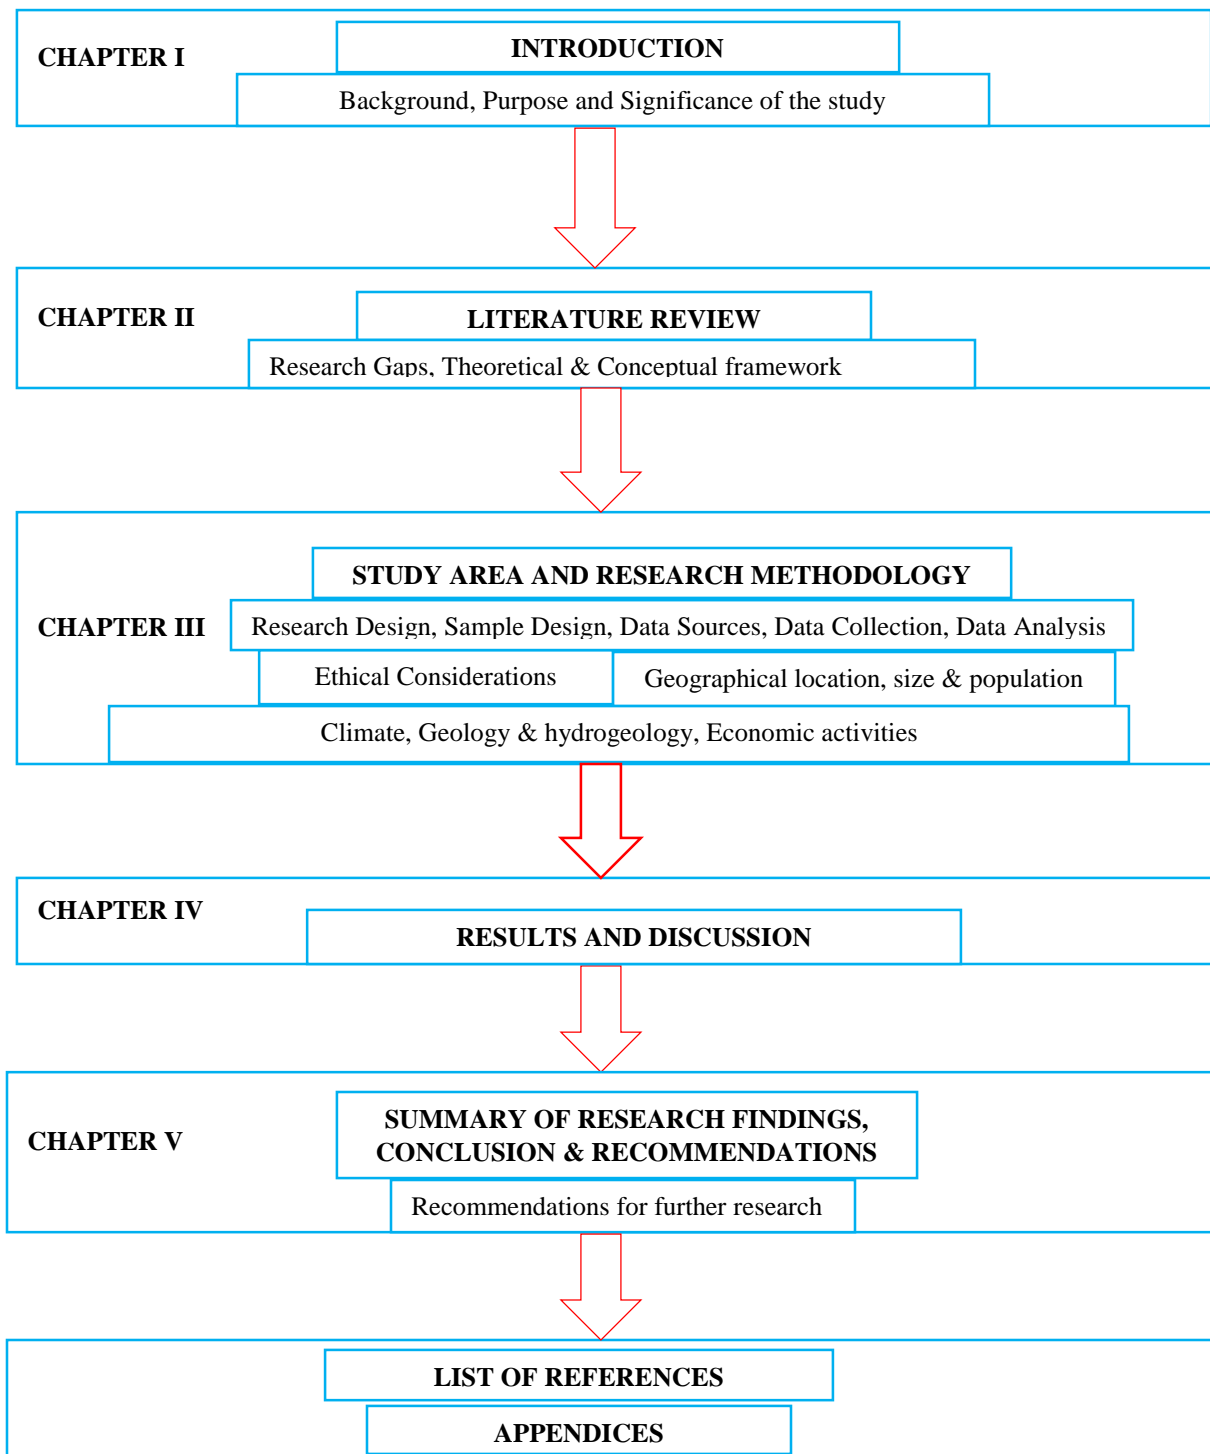 CHAPTER I
INTRODUCTION
Background, Purpose and Significance of the study
CHAPTER II
LITERATURE REVIEW
Research Gaps, Theoretical & Conceptual framework
STUDY AREA AND RESEARCH METHODOLOGY
CHAPTER III
Research Design, Sample Design, Data Sources, Data Collection, Data Analysis
Ethical Considerations
Geographical location, size & population
Climate, Geology & hydrogeology, Economic activities
CHAPTER IV
RESULTS AND DISCUSSION
CHAPTER V
SUMMARY OF RESEARCH FINDINGS,
CONCLUSION & RECOMMENDATIONS
Recommendations for further research
LIST OF REFERENCES
APPENDICES